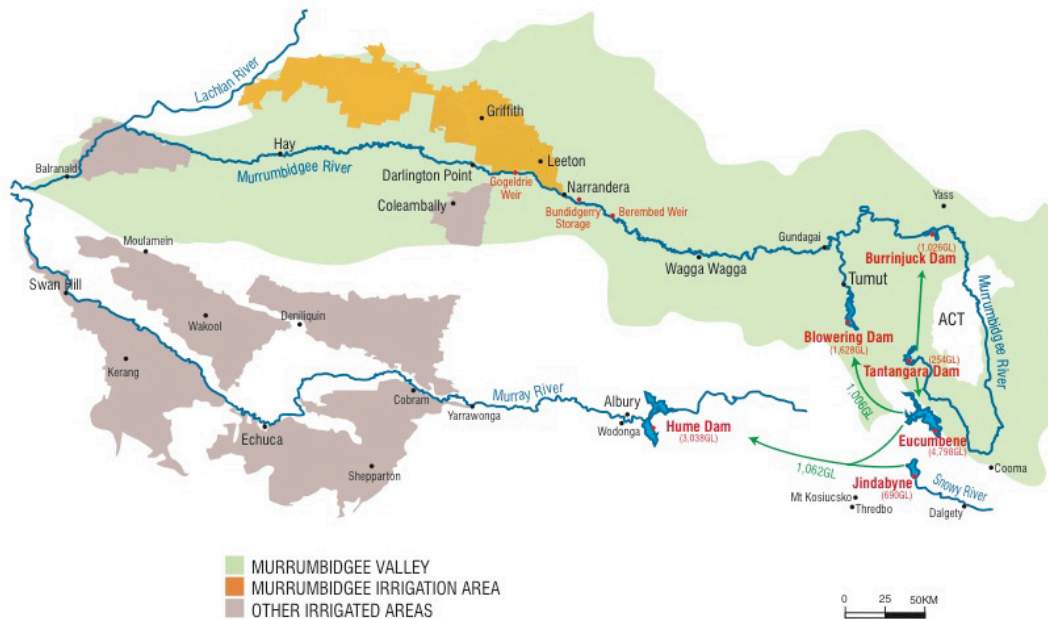 Lachlan River
Griffith
Hay
Balranald
Murrumbidgee River
Leeton
Darlington Point
Gogeldrie
Weir
Narrandera
Coleambally
Bundidgerry
Storage
Berembed Weir
Yass
Moulamein
Gundagai
(1,026GL)
Burrinjuck Dam
Wagga Wagga
Swan Hill
Tumut
Murrumbidgee River
Wakool
Deniliquin
ACT
Blowering Dam
(1,628GL)
(254GL)
Tantangara Dam
Kerang
1,006GL
Cobram
Murray River
Yarrawonga
Albury
Wodonga
Hume Dam
(3,038GL)
Echuca
Eucumbene
(4,798GL)
Shepparton
1,062GL
Cooma
Jindabyne
(690GL)
Snowy River
Mt Kosiucsko
Thredbo
Dalgety
MURRUMBIDGEE VALLEY
MURRUMBIDGEE IRRIGATION AREA
OTHER IRRIGATED AREAS
0 25 50KM